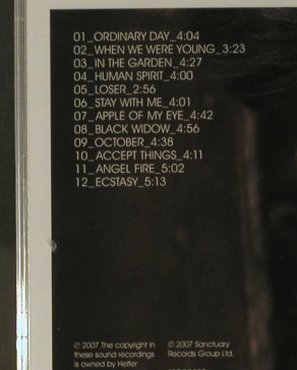 01_ORDINARY DAY_4:04
02_WHEN WE WERE YOUNG_3:23
03_IN THE GARDEN_4:27
04_HUMAN SPIRIT_4:00
05_LOSER_2:56
06_STAY WITH ME_4:01
07_APPLE OF MY EYE_4:42
08_BLACK WIDOW_4:56
09_OCTOBER_4:38
10_ACCEPT THINGS_4:11
11_ANGEL FIRE_5:02
12_ECSTASY_5:13
℗ 2007 The copyright in
these sound recordings
is owned by Helter
© 2007 Sanctuary
Records Group Ltd.